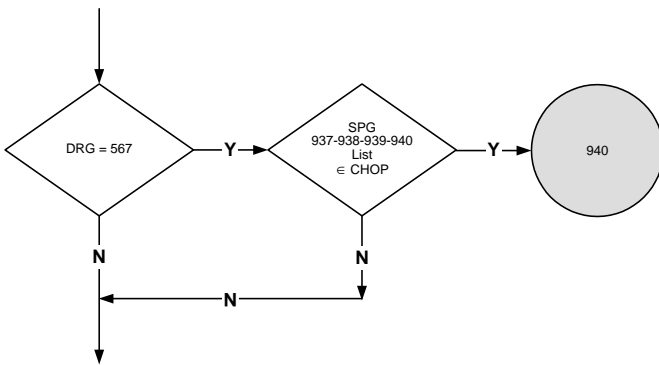 DRG = 567
Y
SPG
937-938-939-940
List
∈ CHOP
Y
940
N
N
N